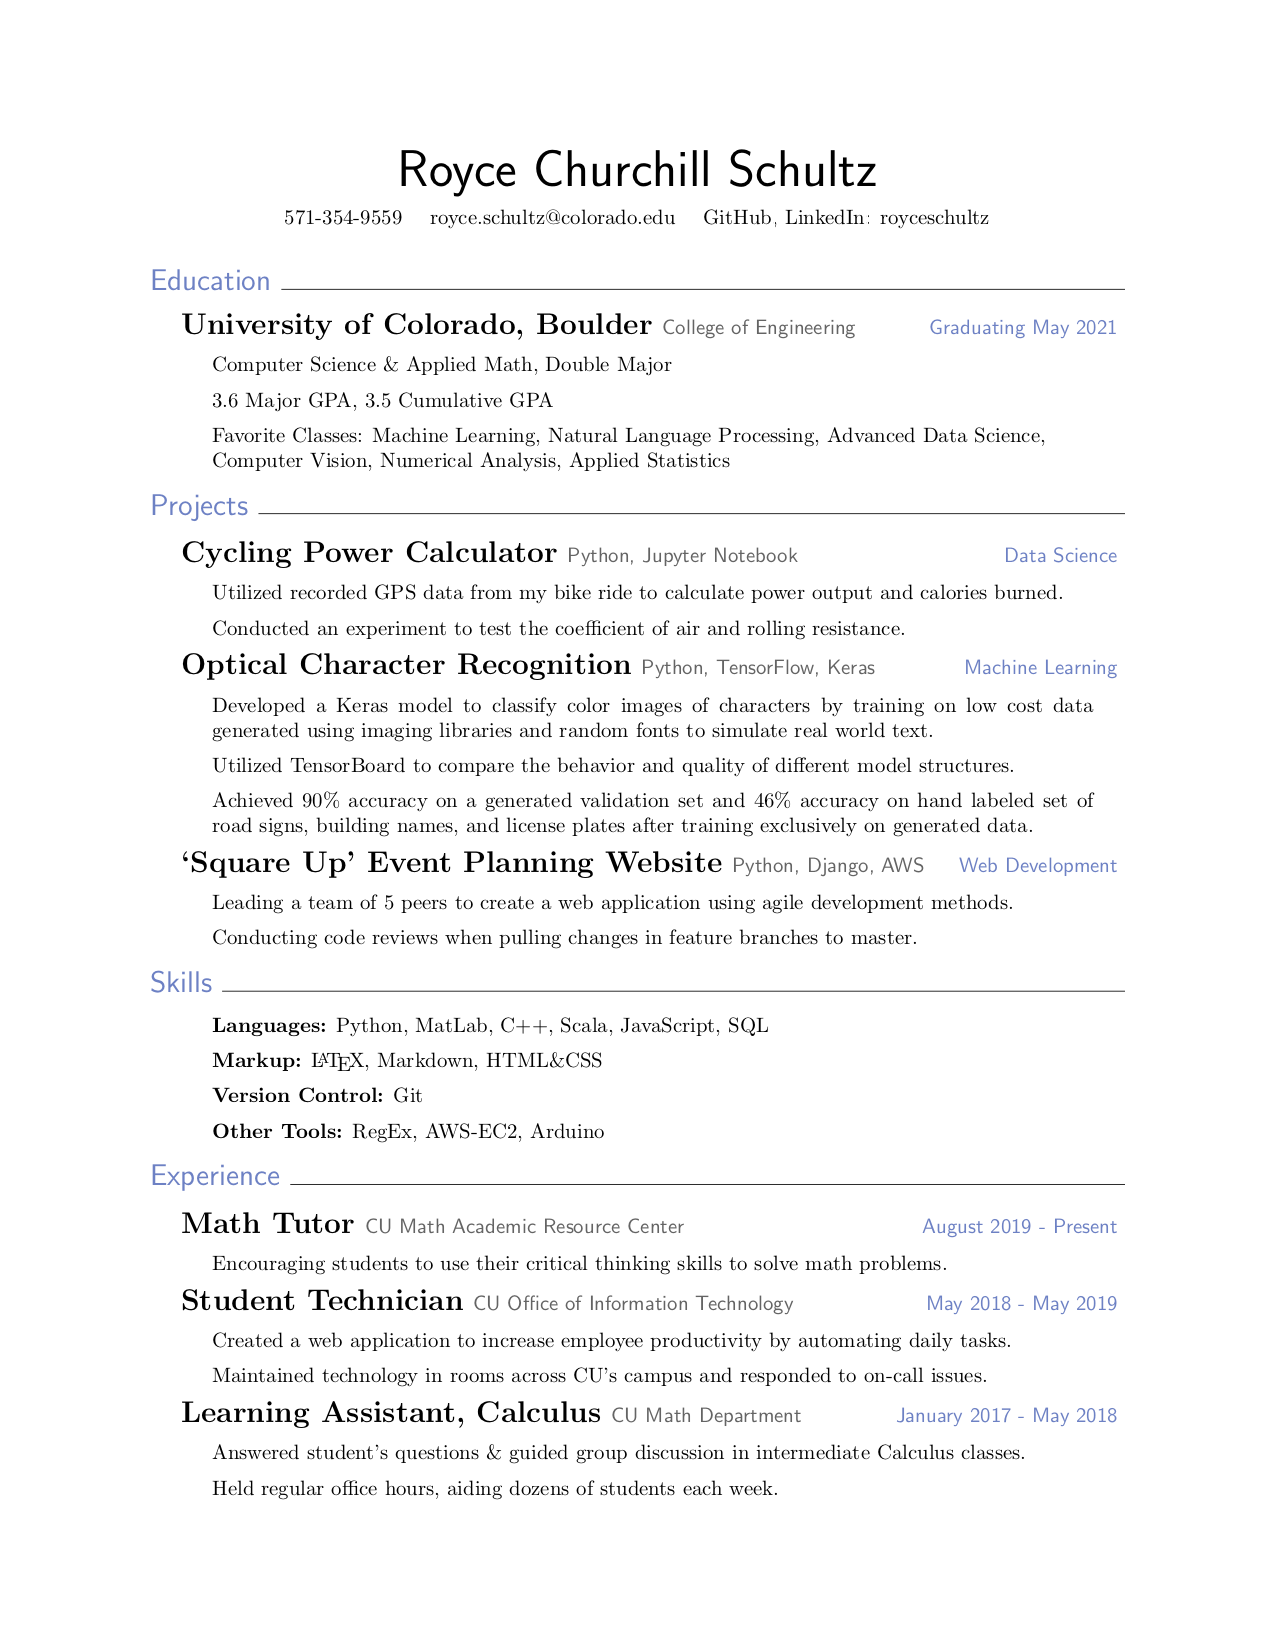 Royce Churchill Schultz
571-354-9559 royce.schultz@colorado.edu GitHub, LinkedIn: royceschultz
Education
University of Colorado, Boulder College of Engineering Graduating May 2021
Computer Science & Applied Math, Double Major
3.6 Major GPA, 3.5 Cumulative GPA
Favorite Classes: Machine Learning, Natural Language Processing, Advanced Data Science,
Computer Vision, Numerical Analysis, Applied Statistics
Projects
Cycling Power Calculator Python, Jupyter Notebook Data Science
Utilized recorded GPS data from my bike ride to calculate power output and calories burned.
Conducted an experiment to test the coefficient of air and rolling resistance.
Optical Character Recognition Python, TensorFlow, Keras Machine Learning
Developed a Keras model to classify color images of characters by training on low cost data
generated using imaging libraries and random fonts to simulate real world text.
Utilized TensorBoard to compare the behavior and quality of different model structures.
Achieved 90% accuracy on a generated validation set and 46% accuracy on hand labeled set of
road signs, building names, and license plates after training exclusively on generated data.
‘Square Up’ Event Planning Website Python, Django, AWS Web Development
Leading a team of 5 peers to create a web application using agile development methods.
Conducting code reviews when pulling changes in feature branches to master.
Skills
Languages: Python, MatLab, C++, Scala, JavaScript, SQL
Markup: LATEX, Markdown, HTML&CSS
Version Control: Git
Other Tools: RegEx, AWS-EC2, Arduino
Experience
Math Tutor CU Math Academic Resource Center August 2019 - Present
Encouraging students to use their critical thinking skills to solve math problems.
Student Technician CU Office of Information Technology May 2018 - May 2019
Created a web application to increase employee productivity by automating daily tasks.
Maintained technology in rooms across CU’s campus and responded to on-call issues.
Learning Assistant, Calculus CU Math Department January 2017 - May 2018
Answered student’s questions & guided group discussion in intermediate Calculus classes.
Held regular office hours, aiding dozens of students each week.